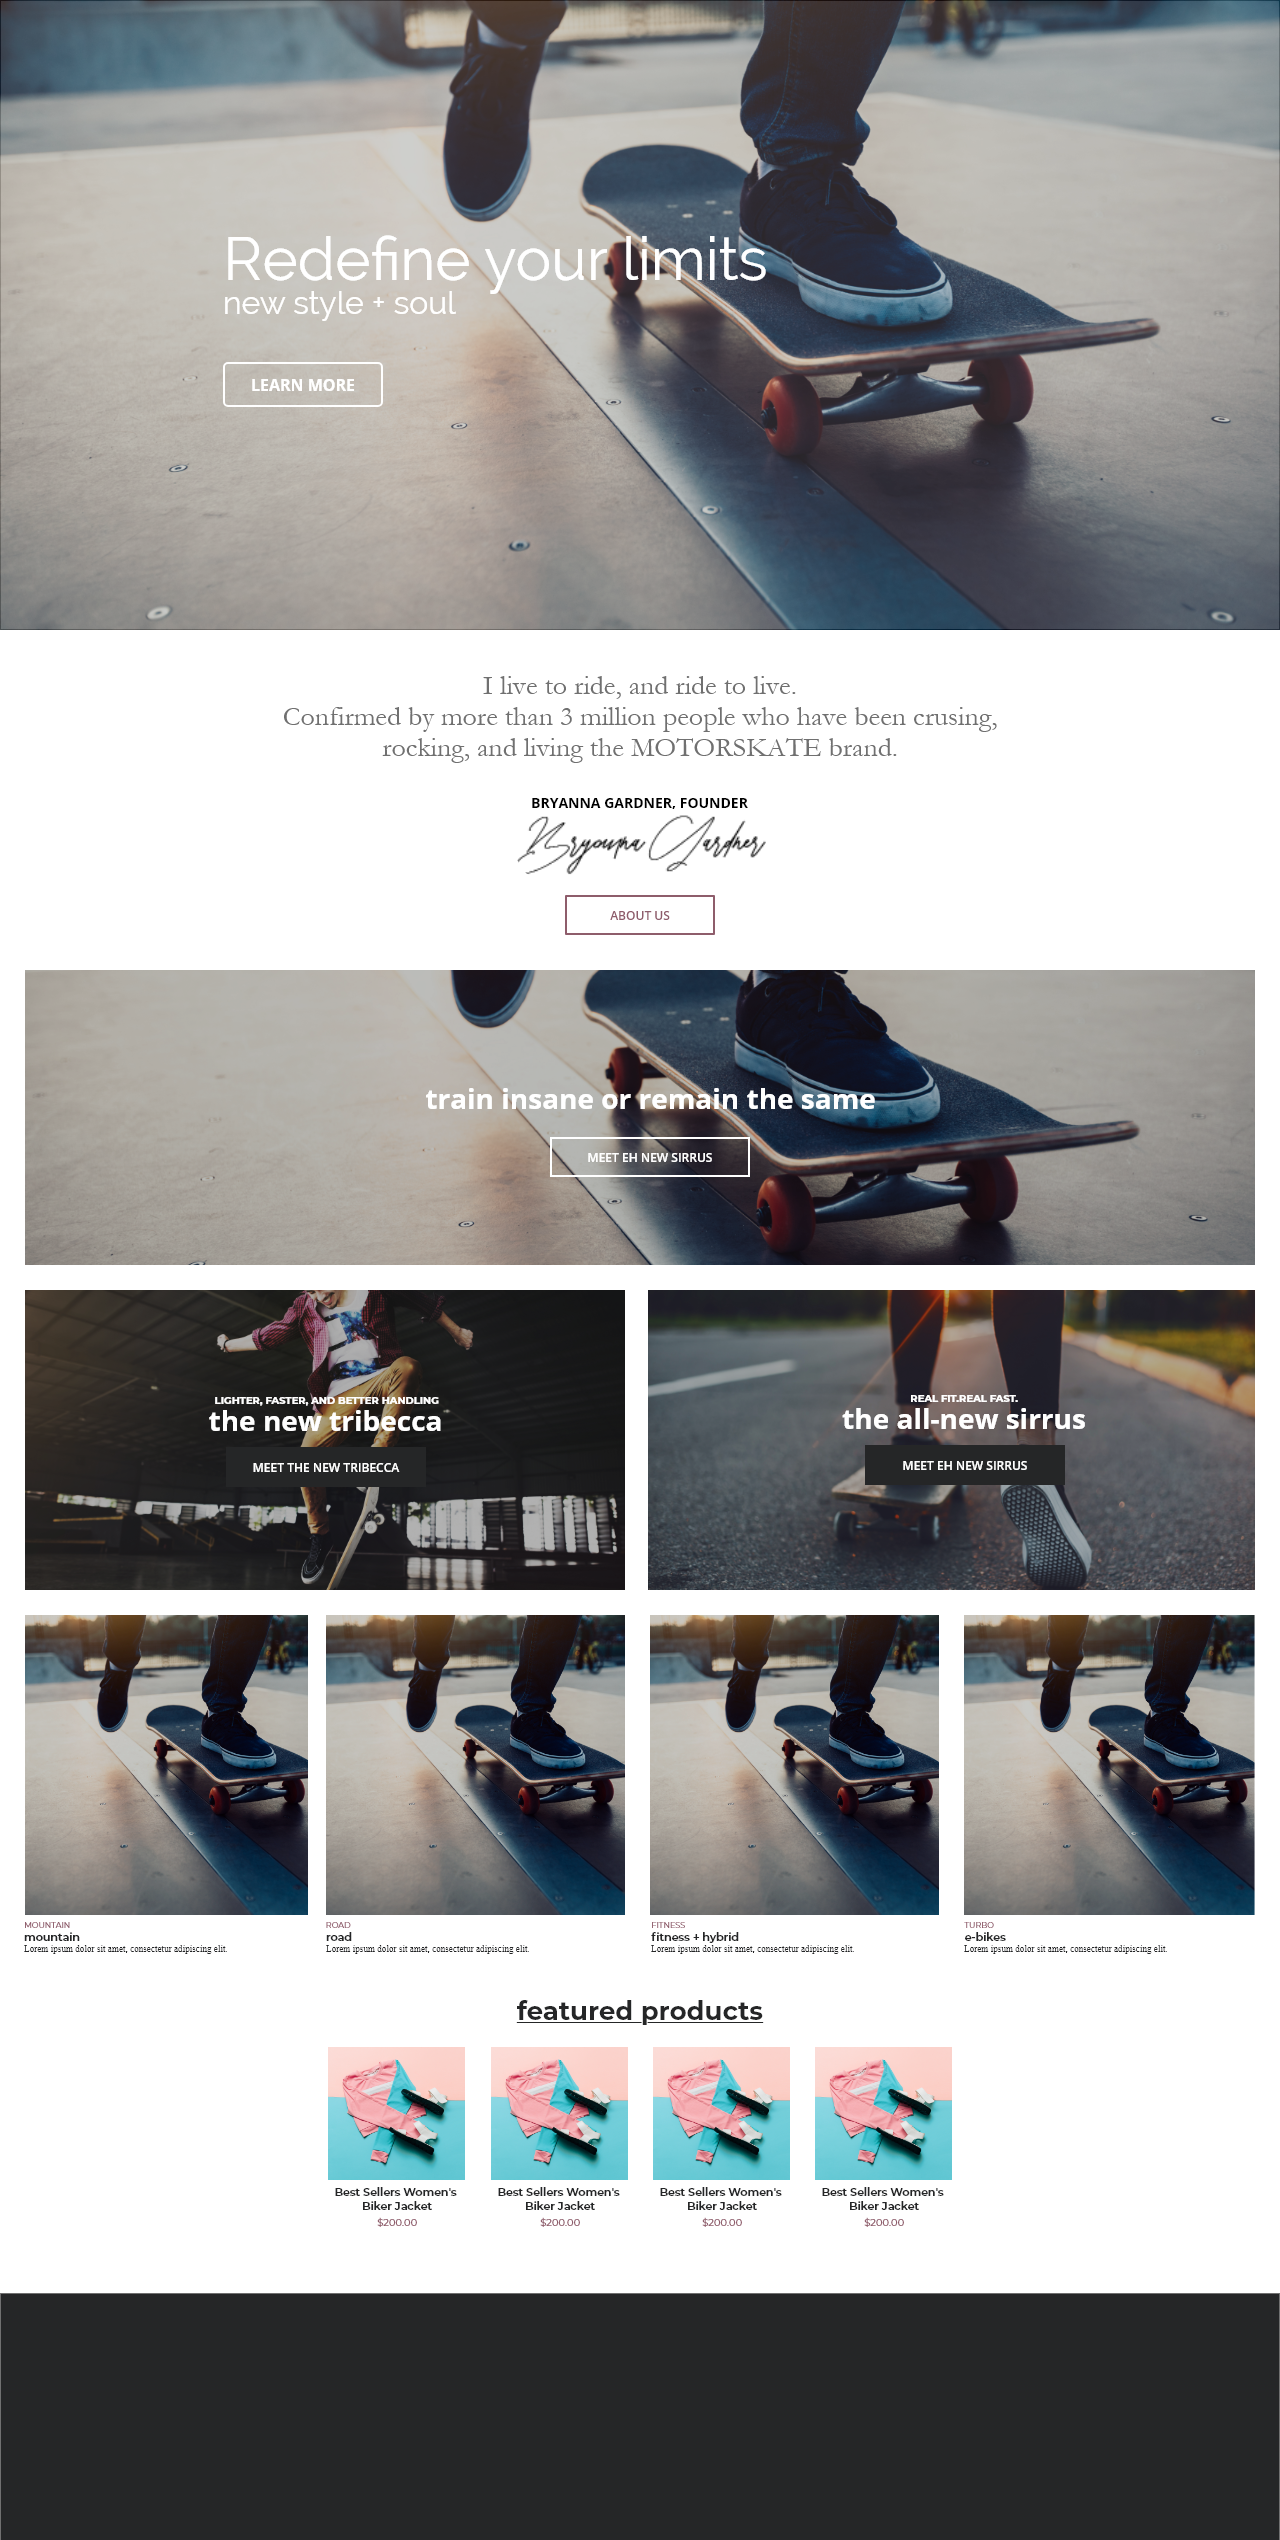 Redefine your limits
new style + soul
LEARN MORE
I live to ride, and ride to live.
Confirmed by more than 3 million people who have been crusing,
rocking, and living the MOTORSKATE brand.
BRYANNA GARDNER, FOUNDER
Bryanna Gardner
ABOUT US
train insane or remain the same
MEET EH NEW SIRRUS
LIGHTER, FASTER, AND BETTER HANDLING
the new tribecca
MEET THE NEW TRIBECCA
REAL FIT.REAL FAST.
the all-new sirrus
MEET EH NEW SIRRUS
MOUNTAIN
mountain
Lorem ipsum dolor sit amet, consectetur adipiscing elit.
ROAD
road
Lorem ipsum dolor sit amet, consectetur adipiscing elit.
FITNESS
fitness + hybrid
Lorem ipsum dolor sit amet, consectetur adipiscing elit.
TURBO
e-bikes
Lorem ipsum dolor sit amet, consectetur adipiscing elit.
featured products
Best Sellers Women's
Biker Jacket
$200.00
Best Sellers Women's
Biker Jacket
$200.00
Best Sellers Women's
Biker Jacket
$200.00
Best Sellers Women's
Biker Jacket
$200.00